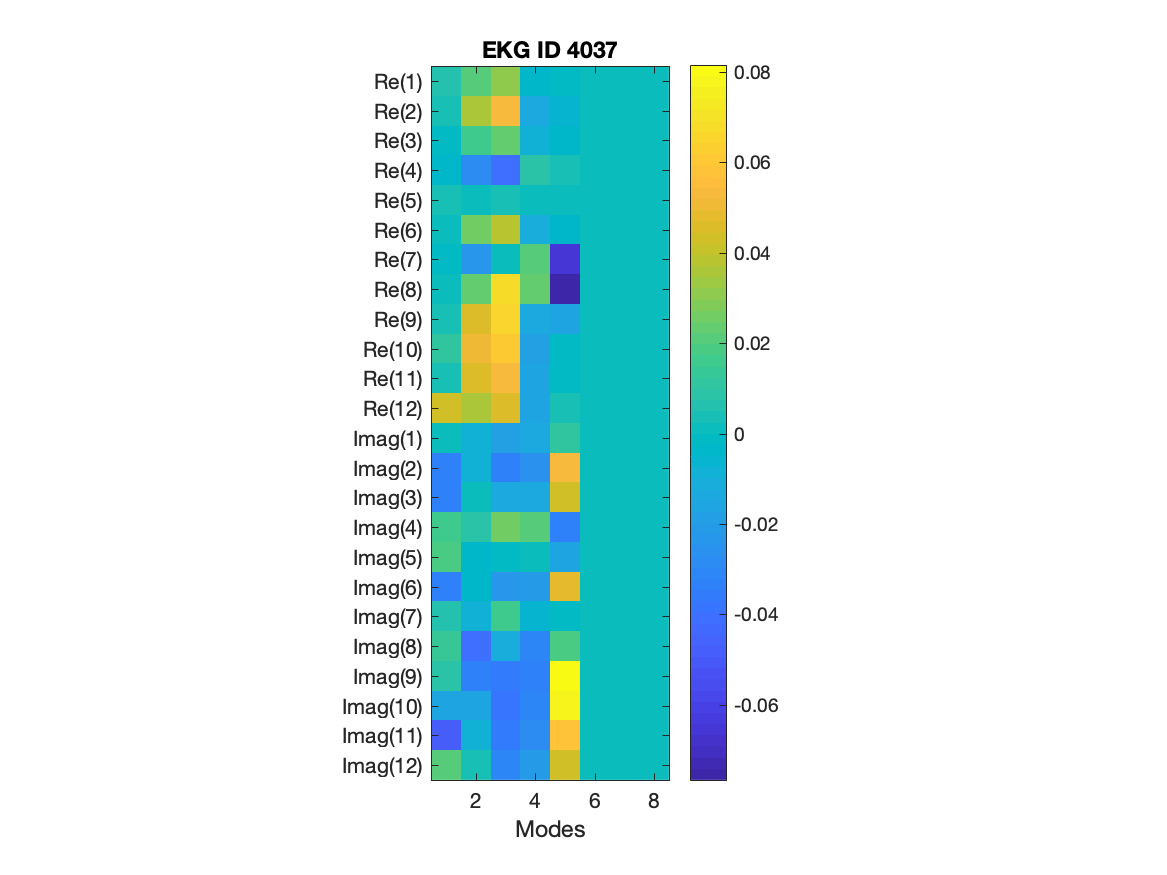 EKG ID 4037
Re(1)
Re(2)
Re(3)
Re(4)
Re(5)
Re(6)
Re(7)
Re(8)
Re(9)
Re(10)
Re(11)
Re(12)
Imag(1)
Imag(2)
Imag(3)
Imag(4)
Imag(5)
Imag(6)
Imag(7)
Imag(8)
Imag(9)
Imag(10)
Imag(11)
Imag(12)
2 4 6 8
Modes
0.08
0.06
0.04
0.02
0
-0.02
-0.04
-0.06